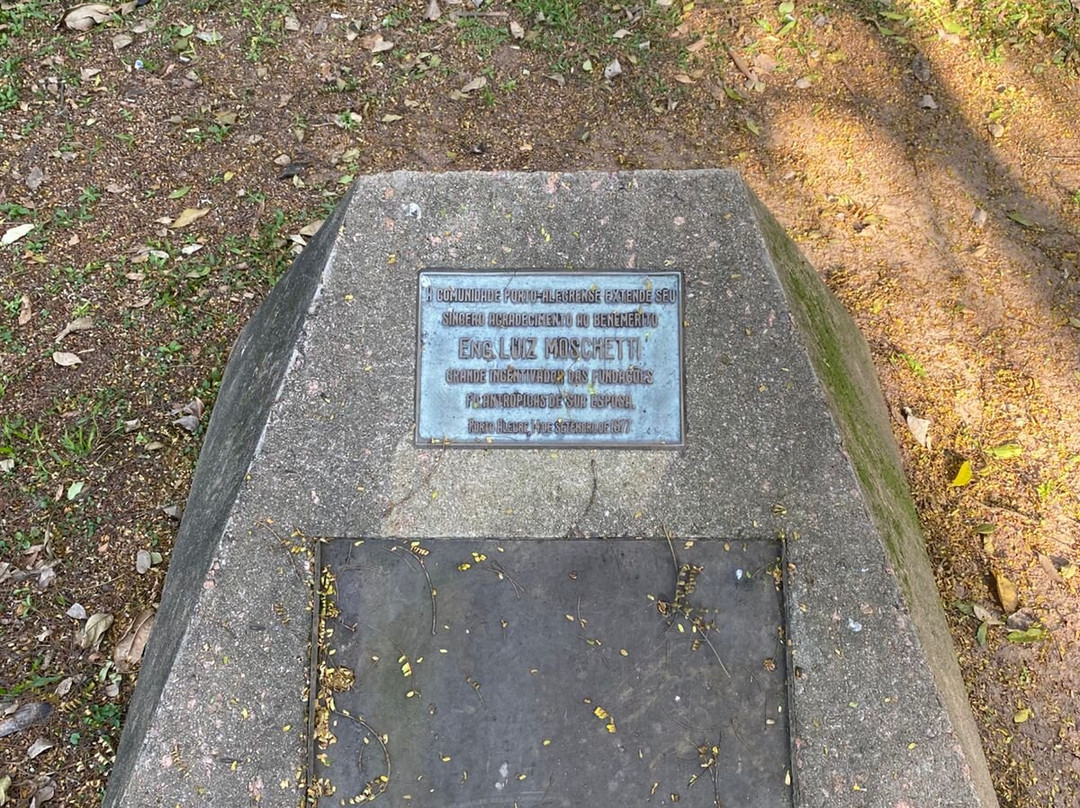 A COMUNIDADE PORTO-ALEGRENSE EXTENDE SEU
SINCERO AGRADECIMENTO AO BENEMÉRITO
ENG. LUIZ MOSCHETTI
GRANDE INCENTIVADOR DAS FUNDAÇÕES
FILANTRÓPICAS DE SUA ESPOSA.
PORTO ALEGRE, 14 DE SETEMBRO DE 1977